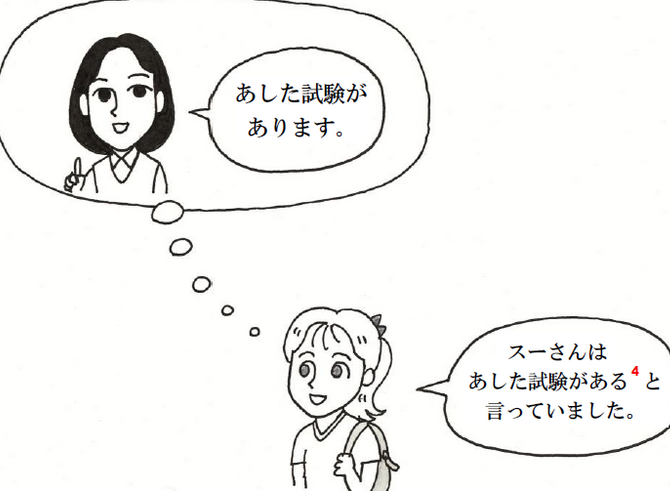 あした試験が
あります。
スーさんは
あした試験がある4と
言っていました。